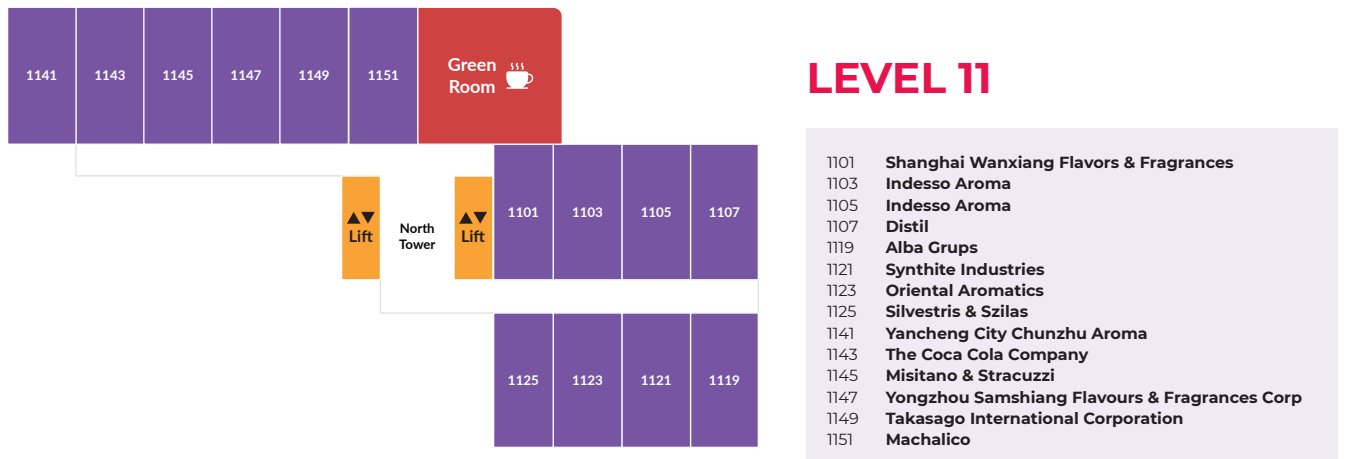 1141 1143 1145 1147 1149 1151
Green
Room
Lift
North
Tower
Lift
1101 1103 1105 1107
1125 1123 1121 1119
LEVEL 11
1101 Shanghai Wanxiang Flavors & Fragrances
1103 Indesso Aroma
1105 Indesso Aroma
1107 Distil
1119 Alba Grups
1121 Synthite Industries
1123 Oriental Aromatics
1125 Silvestris & Szilas
1141 Yancheng City Chunzhu Aroma
1143 The Coca Cola Company
1145 Misitano & Stracuzzi
1147 Yongzhou Samshiang Flavours & Fragrances Corp
1149 Takasago International Corporation
1151 Machalico